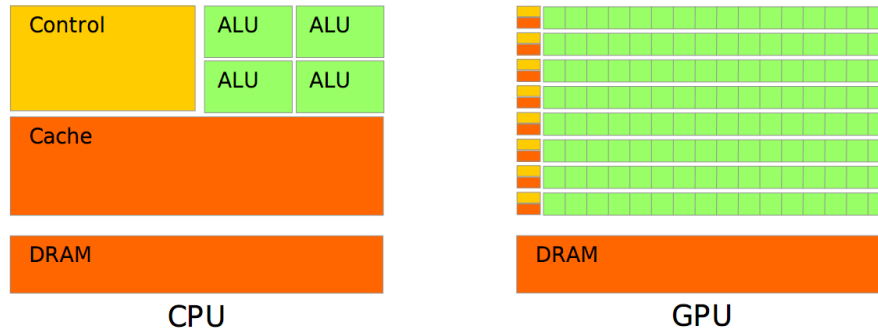 Control
ALU
ALU
ALU
ALU
Cache
DRAM
CPU
DRAM
GPU